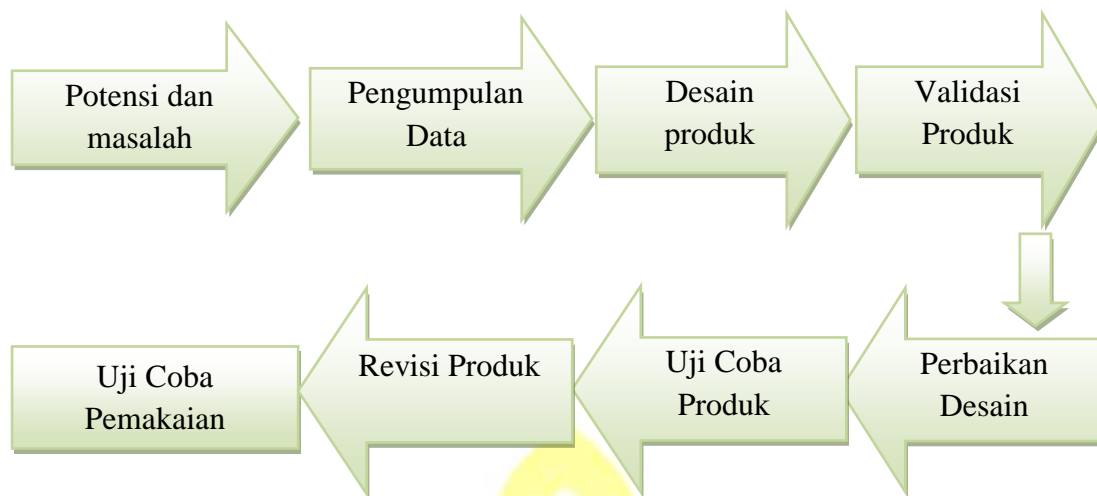 Potensi dan
masalah
Pengumpulan
Data
Desain
produk
Validasi
Produk
Perbaikan
Desain
Uji Coba
Produk
Revisi Produk
Uji Coba
Pemakaian